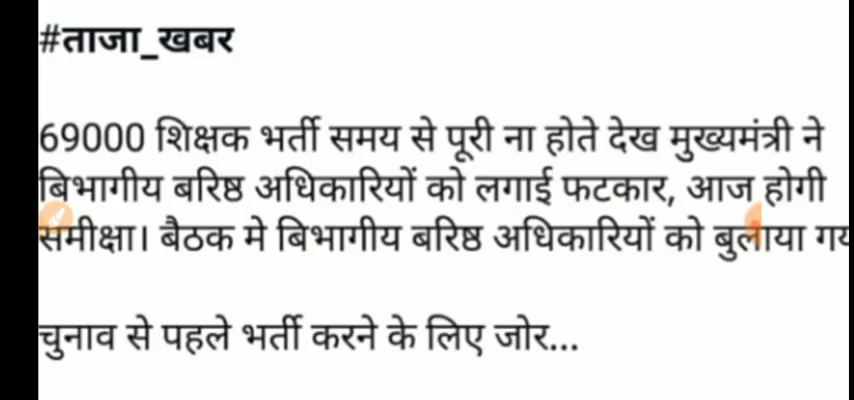 #ताजा_खबर
69000 शिक्षक भर्ती समय से पूरी ना होते देख मुख्यमंत्री ने
बिभागीय बरिष्ठ अधिकारियों को लगाई फटकार, आज होगी
समीक्षा। बैठक मे बिभागीय बरिष्ठ अधिकारियों को बुलाया
चुनाव से पहले भर्ती करने के लिए जोर...